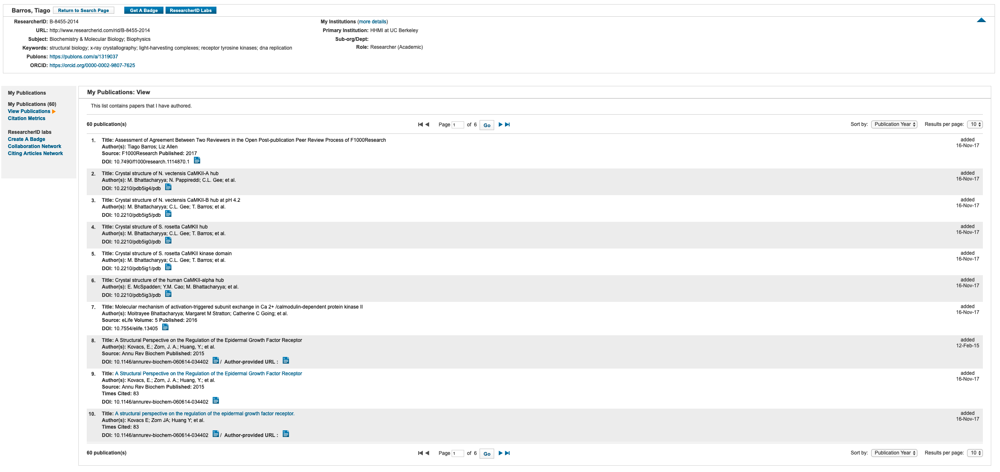 Barros, Tiago Return to Search Page Get A Badge ResearcherID Labs
ResearcherID: B-8455-2014
URL: http://www.researcherid.com/rid/B-8455-2014
Subject: Biochemistry & Molecular Biology; Biophysics
Keywords: structural biology; x-ray crystallography; light-harvesting complexes; receptor tyrosine kinases; dna replication
Publons: https://publons.com/a/1319037
ORCID: https://orcid.org/0000-0002-9807-7625
My Institutions (more details)
Primary Institution: HHMI at UC Berkeley
Sub-org/Dept:
Role: Researcher (Academic)
My Publications
My Publications (60)
View Publications
Citation Metrics
ResearcherID labs
Create A Badge
Collaboration Network
Citing Articles Network
My Publications: View
This list contains papers that I have authored.
60 publication(s) Page 1 of 6 Go Sort by: Publication Year Results per page: 10
1. Title: Assessment of Agreement Between Two Reviewers in the Open Post-publication Peer Review Process of F1000Research
Author(s): Tiago Barros; Liz Allen
Source: F1000Research Published: 2017
DOI: 10.7490/f1000research.1114870.1
added
16-Nov-17
2. Title: Crystal structure of N. vectensis CaMKII-A hub
Author(s): M. Bhattacharyya; N. Pappireddi; C.L. Gee; et al.
DOI: 10.2210/pdb5ig4/pdb
added
16-Nov-17
3. Title: Crystal structure of N. vectensis CaMKII-B hub at pH 4.2
Author(s): M. Bhattacharyya; C.L. Gee; T. Barros; et al.
DOI: 10.2210/pdb5ig5/pdb
added
16-Nov-17
4. Title: Crystal structure of S. rosetta CaMKII hub
Author(s): M. Bhattacharyya; C.L. Gee; T. Barros; et al.
DOI: 10.2210/pdb5ig0/pdb
added
16-Nov-17
5. Title: Crystal structure of S. rosetta CaMKII kinase domain
Author(s): M. Bhattacharyya; C.L. Gee; T. Barros; et al.
DOI: 10.2210/pdb5ig1/pdb
added
16-Nov-17
6. Title: Crystal structure of the human CaMKII-alpha hub
Author(s): E. McSpadden; Y.M. Cao; M. Bhattacharyya; et al.
DOI: 10.2210/pdb5ig3/pdb
added
16-Nov-17
7. Title: Molecular mechanism of activation-triggered subunit exchange in Ca 2+ /calmodulin-dependent protein kinase II
Author(s): Moitrayee Bhattacharyya; Margaret M Stratton; Catherine C Going; et al.
Source: eLife Volume: 5 Published: 2016
DOI: 10.7554/elife.13405
added
16-Nov-17
8. Title: A Structural Perspective on the Regulation of the Epidermal Growth Factor Receptor
Author(s): Kovacs, E.; Zorn, J. A.; Huang, Y.; et al.
Source: Annu Rev Biochem Published: 2015
DOI: 10.1146/annurev-biochem-060614-034402 / Author-provided URL :
added
12-Feb-15
9. Title: A Structural Perspective on the Regulation of the Epidermal Growth Factor Receptor
Author(s): Kovacs, E.; Zorn, J. A.; Huang, Y.; et al.
Source: Annu Rev Biochem Published: 2015
Times Cited: 83
DOI: 10.1146/annurev-biochem-060614-034402
added
16-Nov-17
10. Title: A structural perspective on the regulation of the epidermal growth factor receptor.
Author(s): Kovacs E; Zorn JA; Huang Y; et al.
Times Cited: 83
DOI: 10.1146/annurev-biochem-060614-034402 / Author-provided URL :
added
16-Nov-17
60 publication(s) Page 1 of 6 Go Sort by: Publication Year Results per page: 10